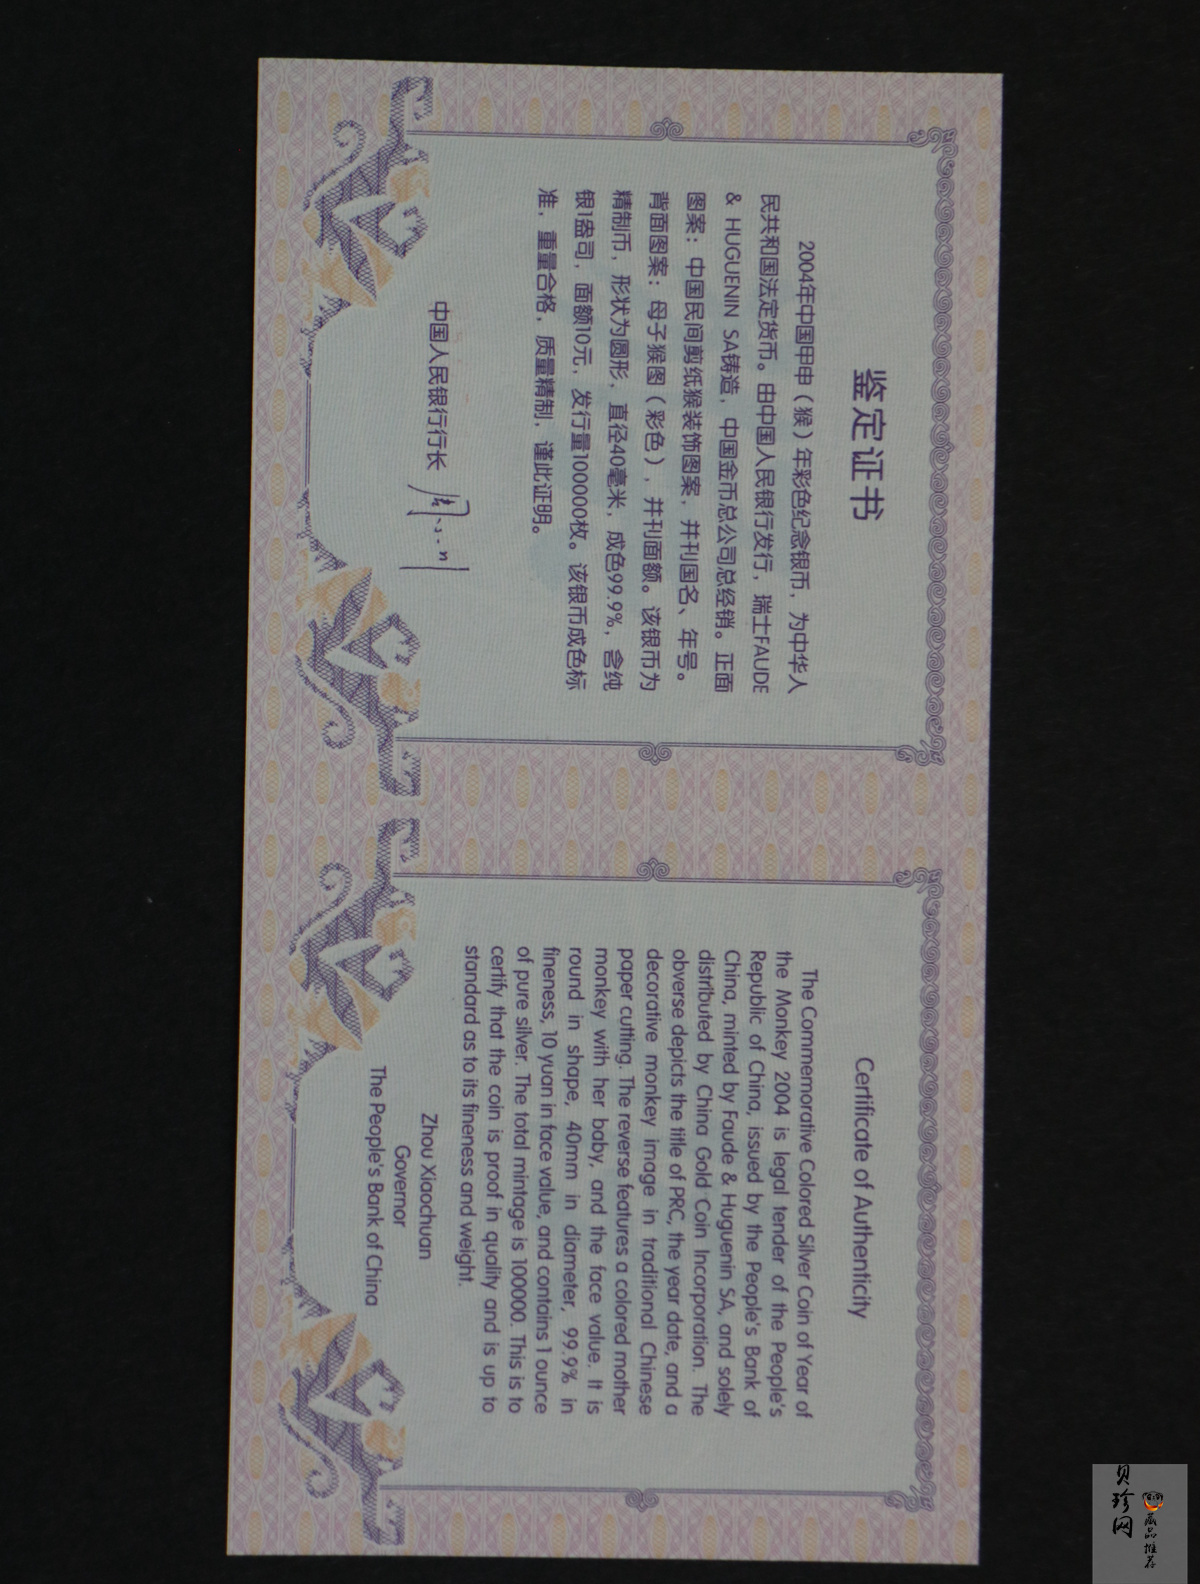 鉴定证书
2004年中国甲申（猴）年彩色纪念银币，为中华人
民共和国法定货币。由中国人民银行发行，瑞士FAUDE
& HUGUENIN SA铸造，中国金币总公司总经销。正面
图案：中国民间剪纸猴装饰图案，并刊国名、年号。
背面图案：母子猴图（彩色），并刊面额。该银币为
精制币，形状为圆形，直径40毫米，成色99.9%，含纯
银1盎司，面额10元，发行量100000枚。该银币成色标
准，重量合格，质量精制，谨此证明。
中国人民银行行长
Certificate of Authenticity
The Commemorative Colored Silver Coin of Year of
the Monkey 2004 is legal tender of the People's
Republic of China, issued by the People's Bank of
China, minted by Faude & Huguenin SA, and solely
distributed by China Gold Coin Incorporation. The
obverse depicts the title of PRC, the year date, and a
decorative monkey image in traditional Chinese
paper cutting. The reverse features a colored mother
monkey with her baby, and the face value. It is
round in shape, 40mm in diameter, 99.9% in
fineness, 10 yuan in face value, and contains 1 ounce
of pure silver. The total mintage is 100000. This is to
certify that the coin is proof in quality and is up to
standard as to its fineness and weight.
Zhou Xiaochuan
Governor
The People's Bank of China
贝珍网
藏品推荐